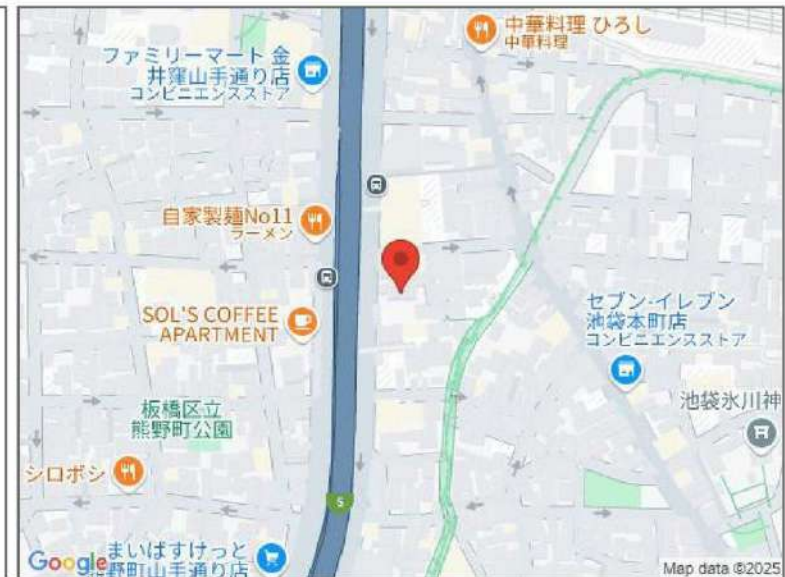 中華料理 ひろし
中華料理
ファミリーマート 金
井窪山手通り店
コンビニエンスストア
自家製麺No11
ラーメン
SOL'S COFFEE
APARTMENT
セブン-イレブン
池袋本町店
コンビニエンスストア
池袋氷川神
板橋区立
熊野町公園
シロボシ
5
まいばすけっと
野町山手通り店
Google
Map data ©2025